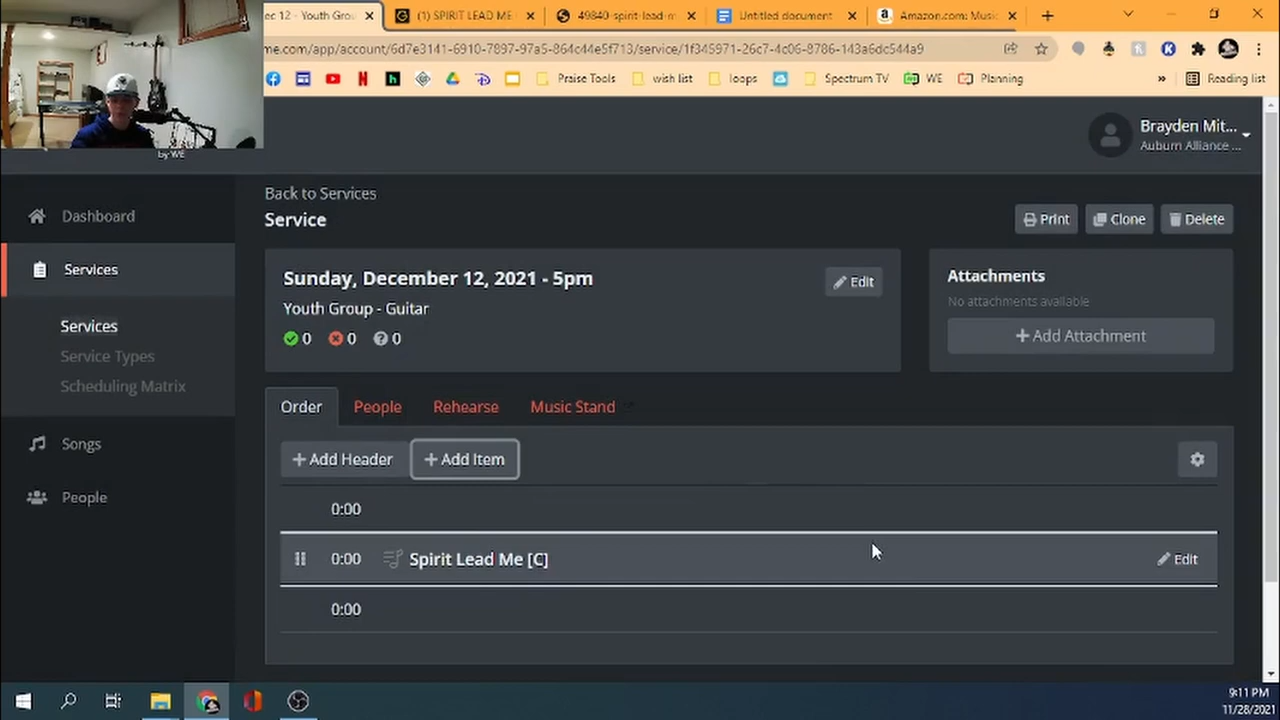 ec 12 - Youth Grou
(1) SPIRIT LEAD ME
49840-spirit-lead-m
Untitled document
Amazon.com: Music
me.com/app/account/6d7e3141-6910-7897-97a5-864c44e5f713/service/1f345971-26c7-4c06-8786-143a6dc544a9
Praise Tools
wish list
loops
Spectrum TV
WE
Planning
»
Reading list
by WE
Brayden Mit...
Auburn Alliance ...
Dashboard
Services
Services
Service Types
Scheduling Matrix
Songs
People
Back to Services
Service
Print
Clone
Delete
Sunday, December 12, 2021 - 5pm
Edit
Youth Group - Guitar
0 0 0
Attachments
No attachments available
+ Add Attachment
Order
People
Rehearse
Music Stand
+ Add Header
+ Add Item
0:00
0:00 Spirit Lead Me [C]
Edit
0:00
9:11 PM
11/28/2021